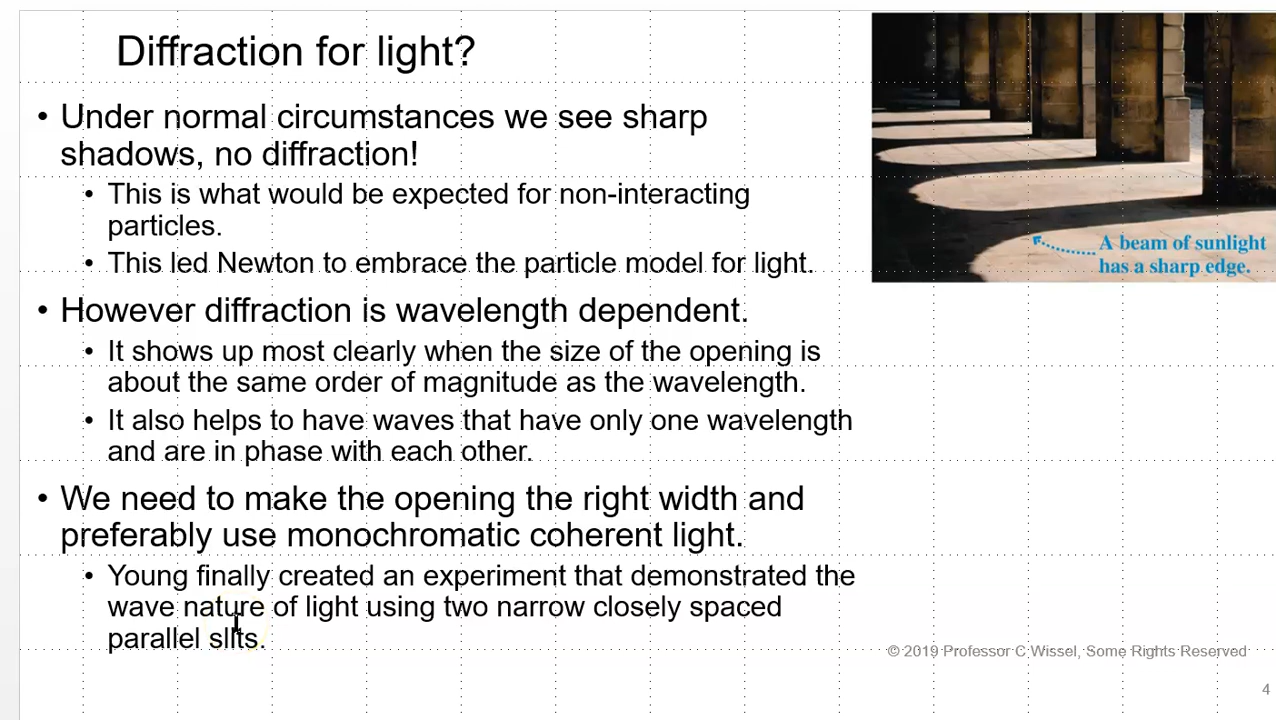 Diffraction for light?
• Under normal circumstances we see sharp
shadows, no diffraction!
• This is what would be expected for non-interacting
particles.
• This led Newton to embrace the particle model for light.
A beam of sunlight
has a sharp edge.
• However diffraction is wavelength dependent.
• It shows up most clearly when the size of the opening is
about the same order of magnitude as the wavelength.
• It also helps to have waves that have only one wavelength
and are in phase with each other.
• We need to make the opening the right width and
preferably use monochromatic coherent light.
• Young finally created an experiment that demonstrated the
wave nature of light using two narrow closely spaced
parallel slits.
© 2019 Professor C Wissel, Some Rights Reserved
4